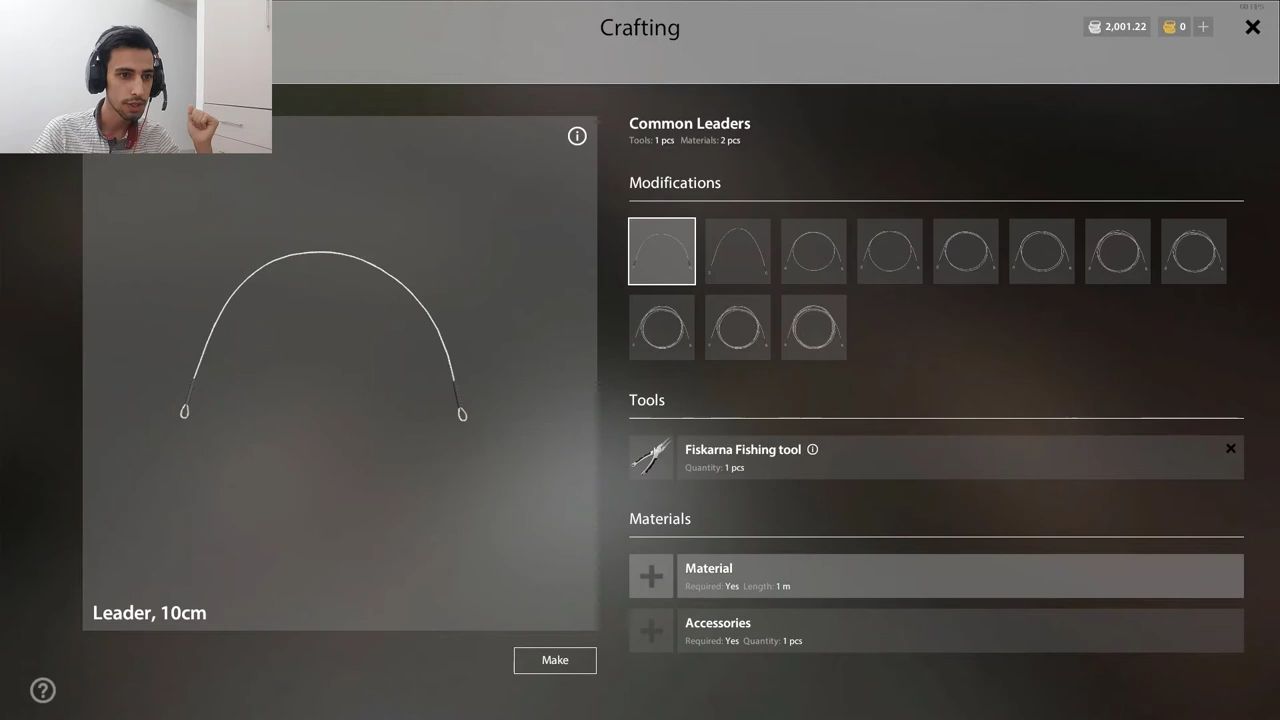 Crafting
2,001.22
0
Common Leaders
Tools: 1 pcs Materials: 2 pcs
Modifications
Tools
Fiskarna Fishing tool
Quantity: 1 pcs
Materials
Material
Required: Yes Length: 1 m
Accessories
Required: Yes Quantity: 1 pcs
Leader, 10cm
Make